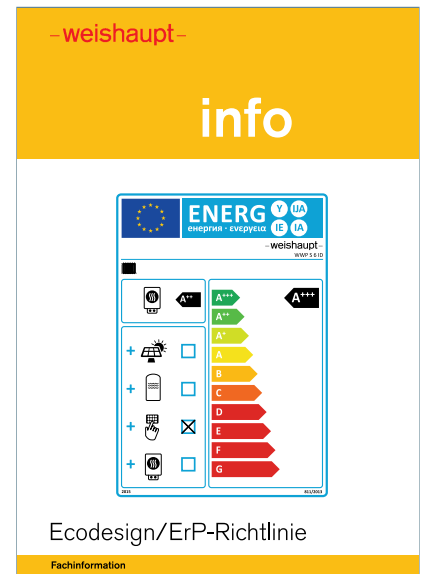 -weishaupt-
info
ENERG Y IJA
енергия · ενεργεια IE IA
-weishaupt-
WWP S 6 ID
A++
A+++
A+++
A++
A+
A
B
C
D
E
F
G
+
+
+
+
2015
811/2013
Ecodesign/ErP-Richtlinie
Fachinformation